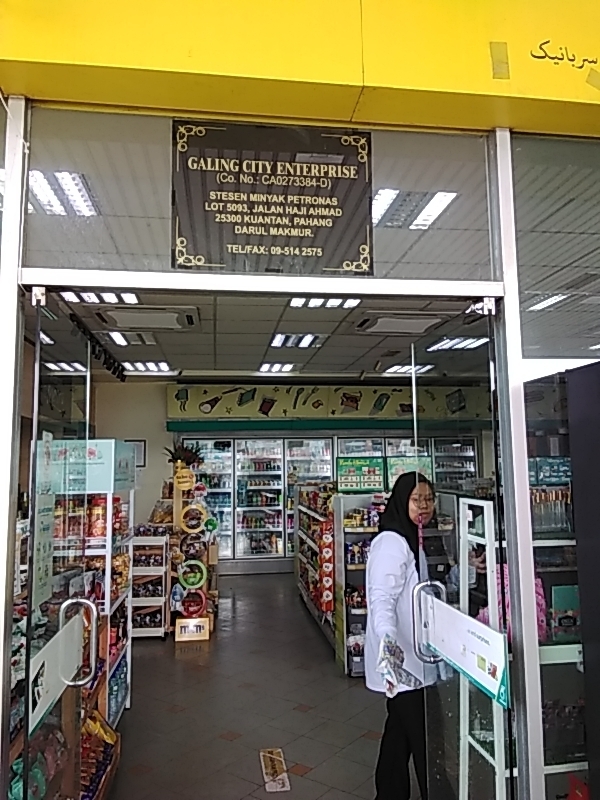 سربانيک
GALING CITY ENTERPRISE
(Co. No.: CA0273384-D)
STESEN MINYAK PETRONAS
LOT 5093, JALAN HAJI AHMAD
25300 KUANTAN, PAHANG
DARUL MAKMUR.
TEL/FAX: 09-514 2575
m&m's